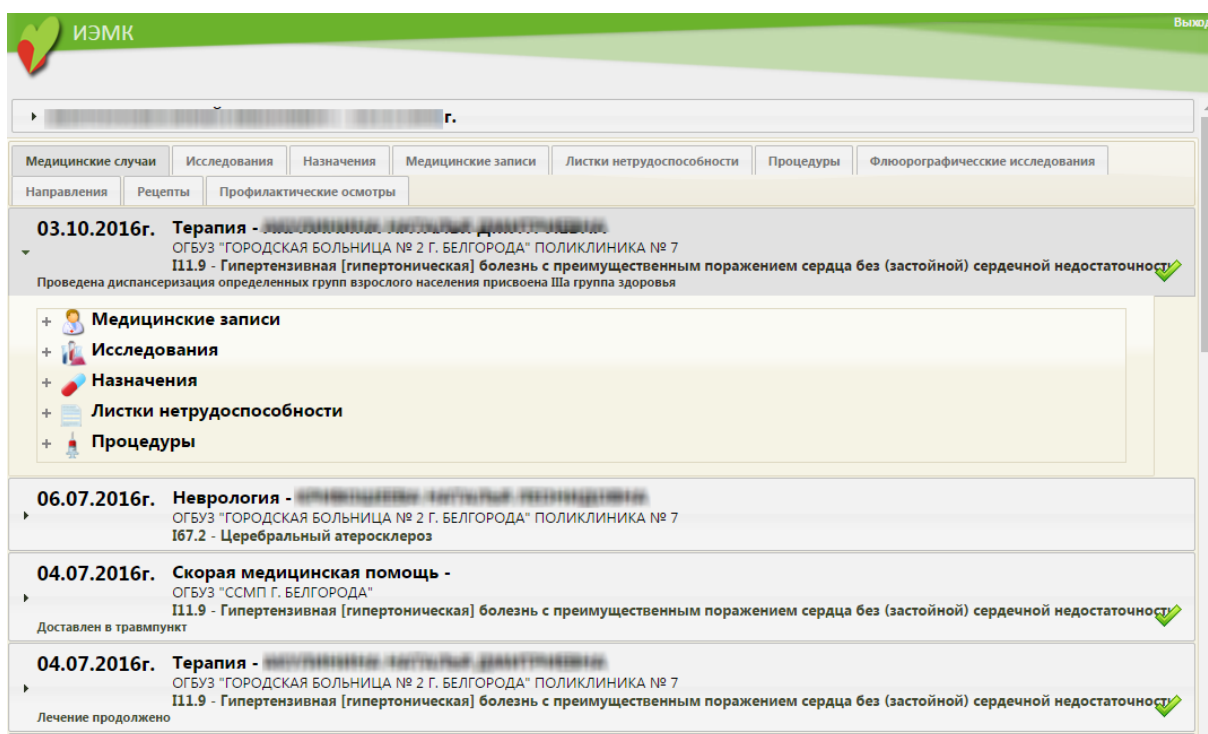 ИЭМК
Выход
г.
Медицинские случаи Исследования Назначения Медицинские записи Листки нетрудоспособности Процедуры Флюорографичесские исследования
Направления Рецепты Профилактические осмотры
03.10.2016г. Терапия -
ОГБУЗ "ГОРОДСКАЯ БОЛЬНИЦА № 2 Г. БЕЛГОРОДА" ПОЛИКЛИНИКА № 7
I11.9 - Гипертензивная [гипертоническая] болезнь с преимущественным поражением сердца без (застойной) сердечной недостаточности
Проведена диспансеризация определенных групп взрослого населения присвоена IIIа группа здоровья
Медицинские записи
Исследования
Назначения
Листки нетрудоспособности
Процедуры
06.07.2016г. Неврология -
ОГБУЗ "ГОРОДСКАЯ БОЛЬНИЦА № 2 Г. БЕЛГОРОДА" ПОЛИКЛИНИКА № 7
I67.2 - Церебральный атеросклероз
04.07.2016г. Скорая медицинская помощь -
ОГБУЗ "ССМП Г. БЕЛГОРОДА"
I11.9 - Гипертензивная [гипертоническая] болезнь с преимущественным поражением сердца без (застойной) сердечной недостаточности
Доставлен в травмпункт
04.07.2016г. Терапия -
ОГБУЗ "ГОРОДСКАЯ БОЛЬНИЦА № 2 Г. БЕЛГОРОДА" ПОЛИКЛИНИКА № 7
I11.9 - Гипертензивная [гипертоническая] болезнь с преимущественным поражением сердца без (застойной) сердечной недостаточности
Лечение продолжено